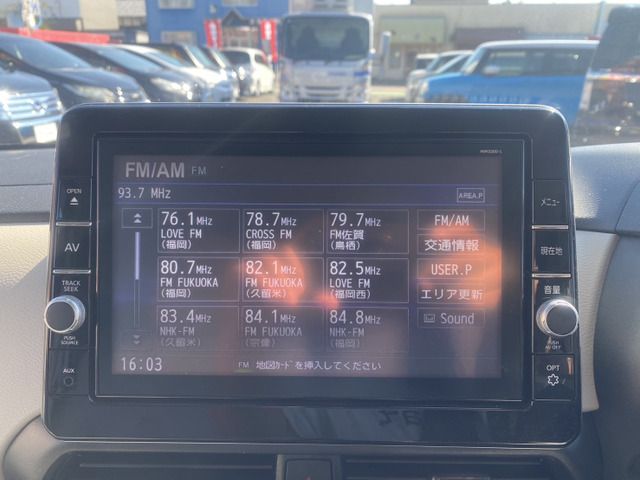 FM/AM FM
93.7 MHz
AREA.P
76.1MHz
LOVE FM
(福岡)
78.7MHz
CROSS FM
(福岡)
79.7MHz
FM佐賀
(鳥栖)
80.7MHz
FM FUKUOKA
(福岡)
82.1MHz
FM FUKUOKA
(久留米)
82.5MHz
LOVE FM
(福岡西)
83.4MHz
NHK-FM
(久留米)
84.1MHz
FM FUKUOKA
(宗像)
84.8MHz
NHK-FM
(福岡)
FM/AM
交通情報
USER.P
エリア更新
Sound
16:03
FM 地図ｶｰﾄﾞを挿入してください
OPEN
AV
TRACK
SEEK
PUSH
SOURCE
AUX
メニュー
現在地
音量
PUSH
AV OFF
OPT